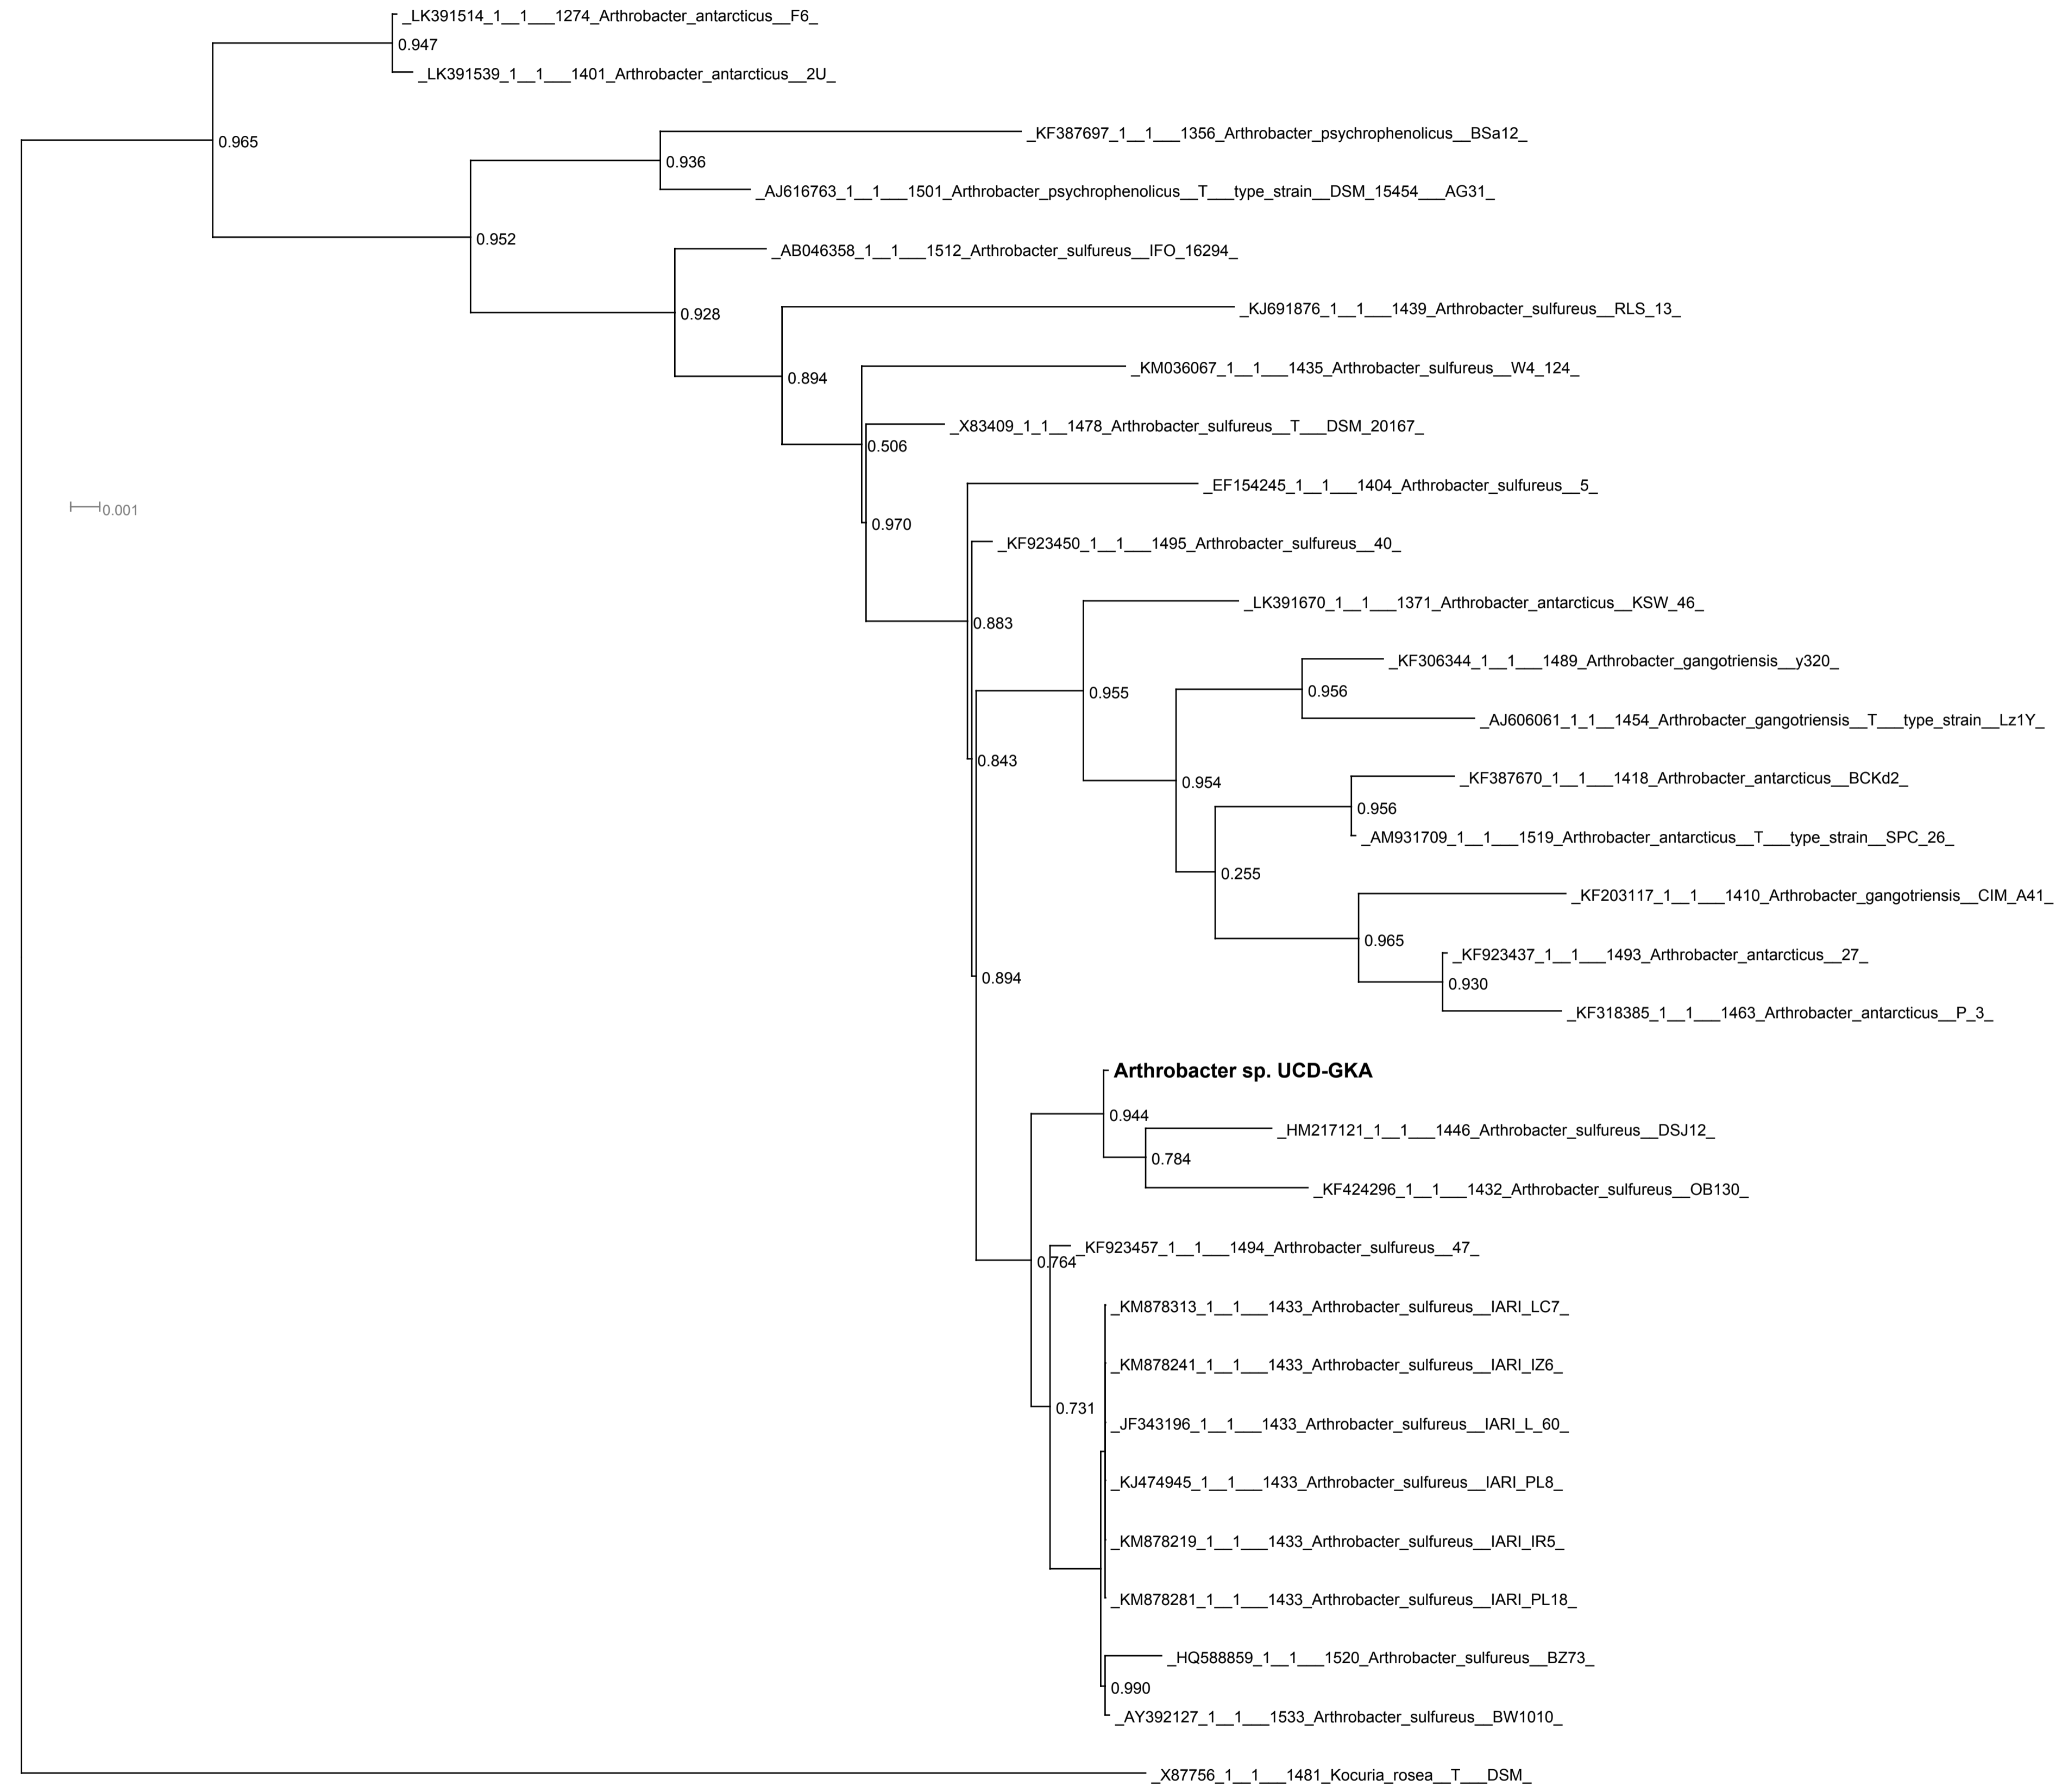 _LK391514_1__1___1274_Arthrobacter_antarcticus__F6_
0.947
_LK391539_1__1___1401_Arthrobacter_antarcticus__2U_
_KF387697_1__1___1356_Arthrobacter_psychrophenolicus__BSa12_
0.965
0.936
_AJ616763_1__1___1501_Arthrobacter_psychrophenolicus__T___type_strain__DSM_15454___AG31_
0.952
_AB046358_1__1___1512_Arthrobacter_sulfureus__IFO_16294_
_KJ691876_1__1___1439_Arthrobacter_sulfureus__RLS_13_
0.928
_KM036067_1__1___1435_Arthrobacter_sulfureus__W4_124_
0.894
_X83409_1_1__1478_Arthrobacter_sulfureus__T___DSM_20167_
0.506
_EF154245_1__1___1404_Arthrobacter_sulfureus__5_
0.001
0.970
_KF923450_1__1___1495_Arthrobacter_sulfureus__40_
_LK391670_1__1___1371_Arthrobacter_antarcticus__KSW_46_
0.883
_KF306344_1__1___1489_Arthrobacter_gangotriensis__y320_
0.955
0.956
_AJ606061_1_1__1454_Arthrobacter_gangotriensis__T___type_strain__Lz1Y_
0.843
_KF387670_1__1___1418_Arthrobacter_antarcticus__BCKd2_
0.954
0.956
_AM931709_1__1___1519_Arthrobacter_antarcticus__T___type_strain__SPC_26_
0.255
_KF203117_1__1___1410_Arthrobacter_gangotriensis__CIM_A41_
0.965
_KF923437_1__1___1493_Arthrobacter_antarcticus__27_
0.894
0.930
_KF318385_1__1___1463_Arthrobacter_antarcticus__P_3_
Arthrobacter sp. UCD-GKA
0.944
_HM217121_1__1___1446_Arthrobacter_sulfureus__DSJ12_
0.784
_KF424296_1__1___1432_Arthrobacter_sulfureus__OB130_
_KF923457_1__1___1494_Arthrobacter_sulfureus__47_
0.764
_KM878313_1__1___1433_Arthrobacter_sulfureus__IARI_LC7_
_KM878241_1__1___1433_Arthrobacter_sulfureus__IARI_IZ6_
0.731
_JF343196_1__1___1433_Arthrobacter_sulfureus__IARI_L_60_
_KJ474945_1__1___1433_Arthrobacter_sulfureus__IARI_PL8_
_KM878219_1__1___1433_Arthrobacter_sulfureus__IARI_IR5_
_KM878281_1__1___1433_Arthrobacter_sulfureus__IARI_PL18_
_HQ588859_1__1___1520_Arthrobacter_sulfureus__BZ73_
0.990
_AY392127_1__1___1533_Arthrobacter_sulfureus__BW1010_
_X87756_1__1___1481_Kocuria_rosea__T___DSM_